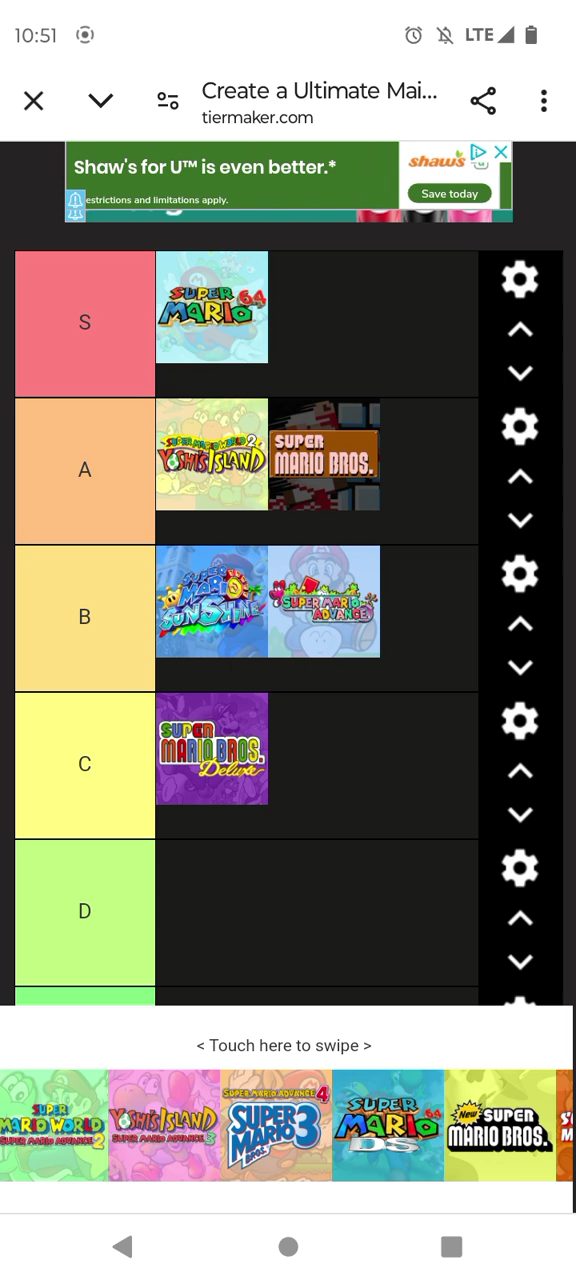 10:51
LTE
Create a Ultimate Mai...
tiermaker.com
Shaw's for U™ is even better.*
estrictions and limitations apply.
shaw's
Save today
S
SUPER
MARIO 64
A
SUPER MARIO WORLD 2
YOSHI'S ISLAND
SUPER
MARIO BROS.
B
SUPER
MARIO
SUNSHINE
SUPER MARIO
ADVANCE
C
SUPER
MARIO BROS.
Deluxe
D
< Touch here to swipe >
SUPER
MARIO WORLD
SUPER MARIO ADVANCE 2
YOSHI'S ISLAND
SUPER MARIO ADVANCE 3
SUPER MARIO ADVANCE 4
SUPER
MARIO 3
BROS.
SUPER
MARIO 64
DS
New SUPER
MARIO BROS.